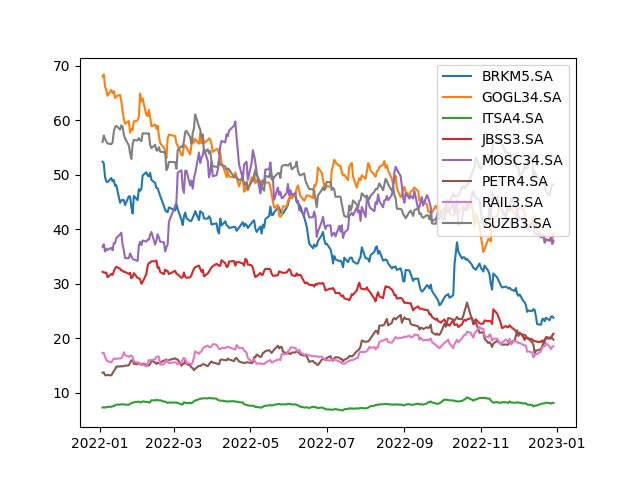 70
60
50
40
30
20
10
2022-01
2022-03
2022-05
2022-07
2022-09
2022-11
2023-01
BRKM5.SA
GOGL34.SA
ITSA4.SA
JBSS3.SA
MOSC34.SA
PETR4.SA
RAIL3.SA
SUZB3.SA